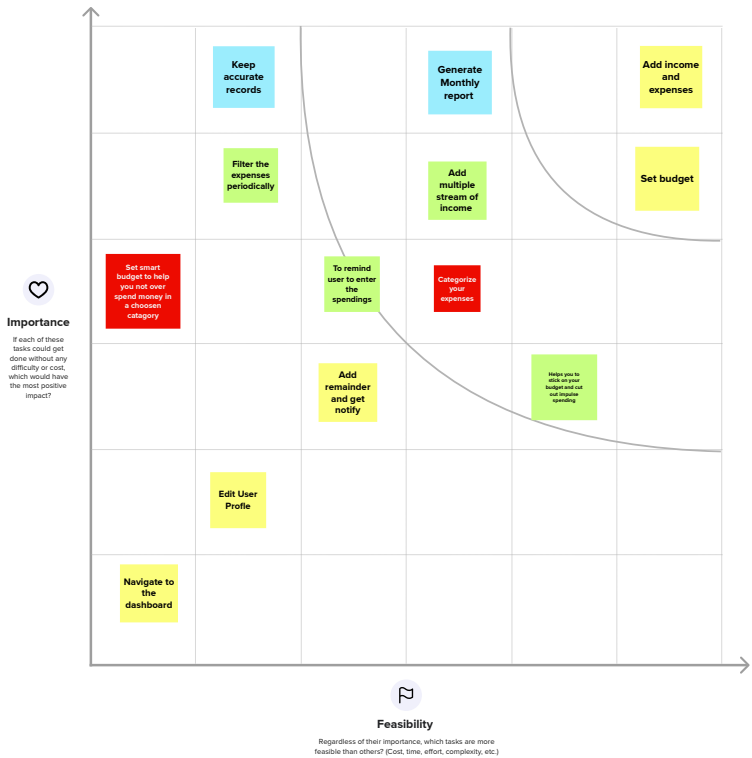 Keep
accurate
records
Generate
Monthly
report
Add income
and
expenses
Filter the
expenses
periodically
Add
multiple
stream of
income
Set budget
Set smart
budget to help
you not over
spend money in
a choosen
catagory
To remind
user to enter
the
spendings
Categorize
your
expenses
Importance
If each of these
tasks could get
done without any
difficulty or cost,
which would have
the most positive
impact?
Add
remainder
and get
notify
Helps you to
stick on your
budget and cut
out impulse
spending
Edit User
Profle
Navigate to
the
dashboard
Feasibility
Regardless of their importance, which tasks are more
feasible than others? (Cost, time, effort, complexity, etc.)